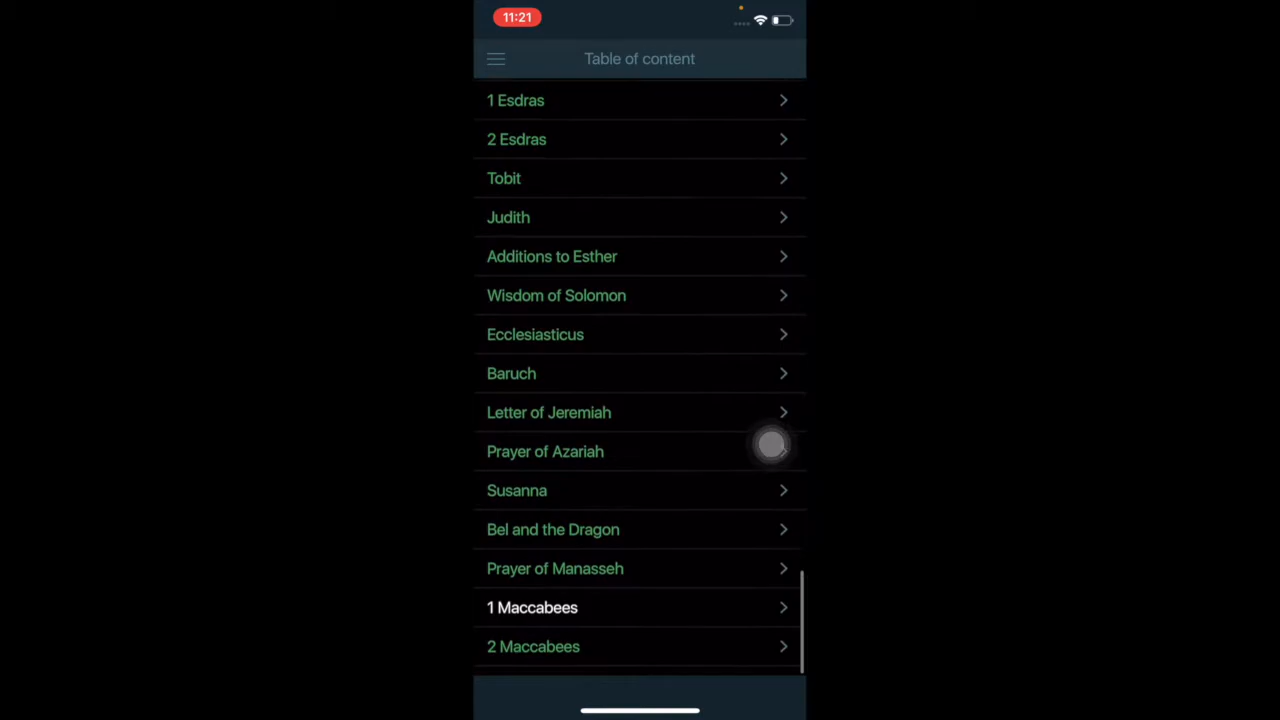 11:21
Table of content
1 Esdras
2 Esdras
Tobit
Judith
Additions to Esther
Wisdom of Solomon
Ecclesiasticus
Baruch
Letter of Jeremiah
Prayer of Azariah
Susanna
Bel and the Dragon
Prayer of Manasseh
1 Maccabees
2 Maccabees